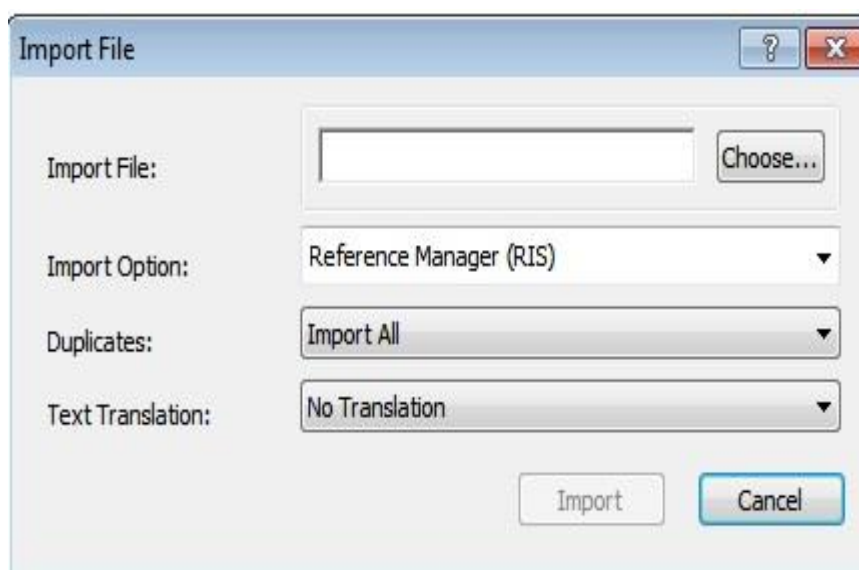 Import File
?
Import File:
Choose...
Import Option:
Reference Manager (RIS)
Duplicates:
Import All
Text Translation:
No Translation
Import
Cancel